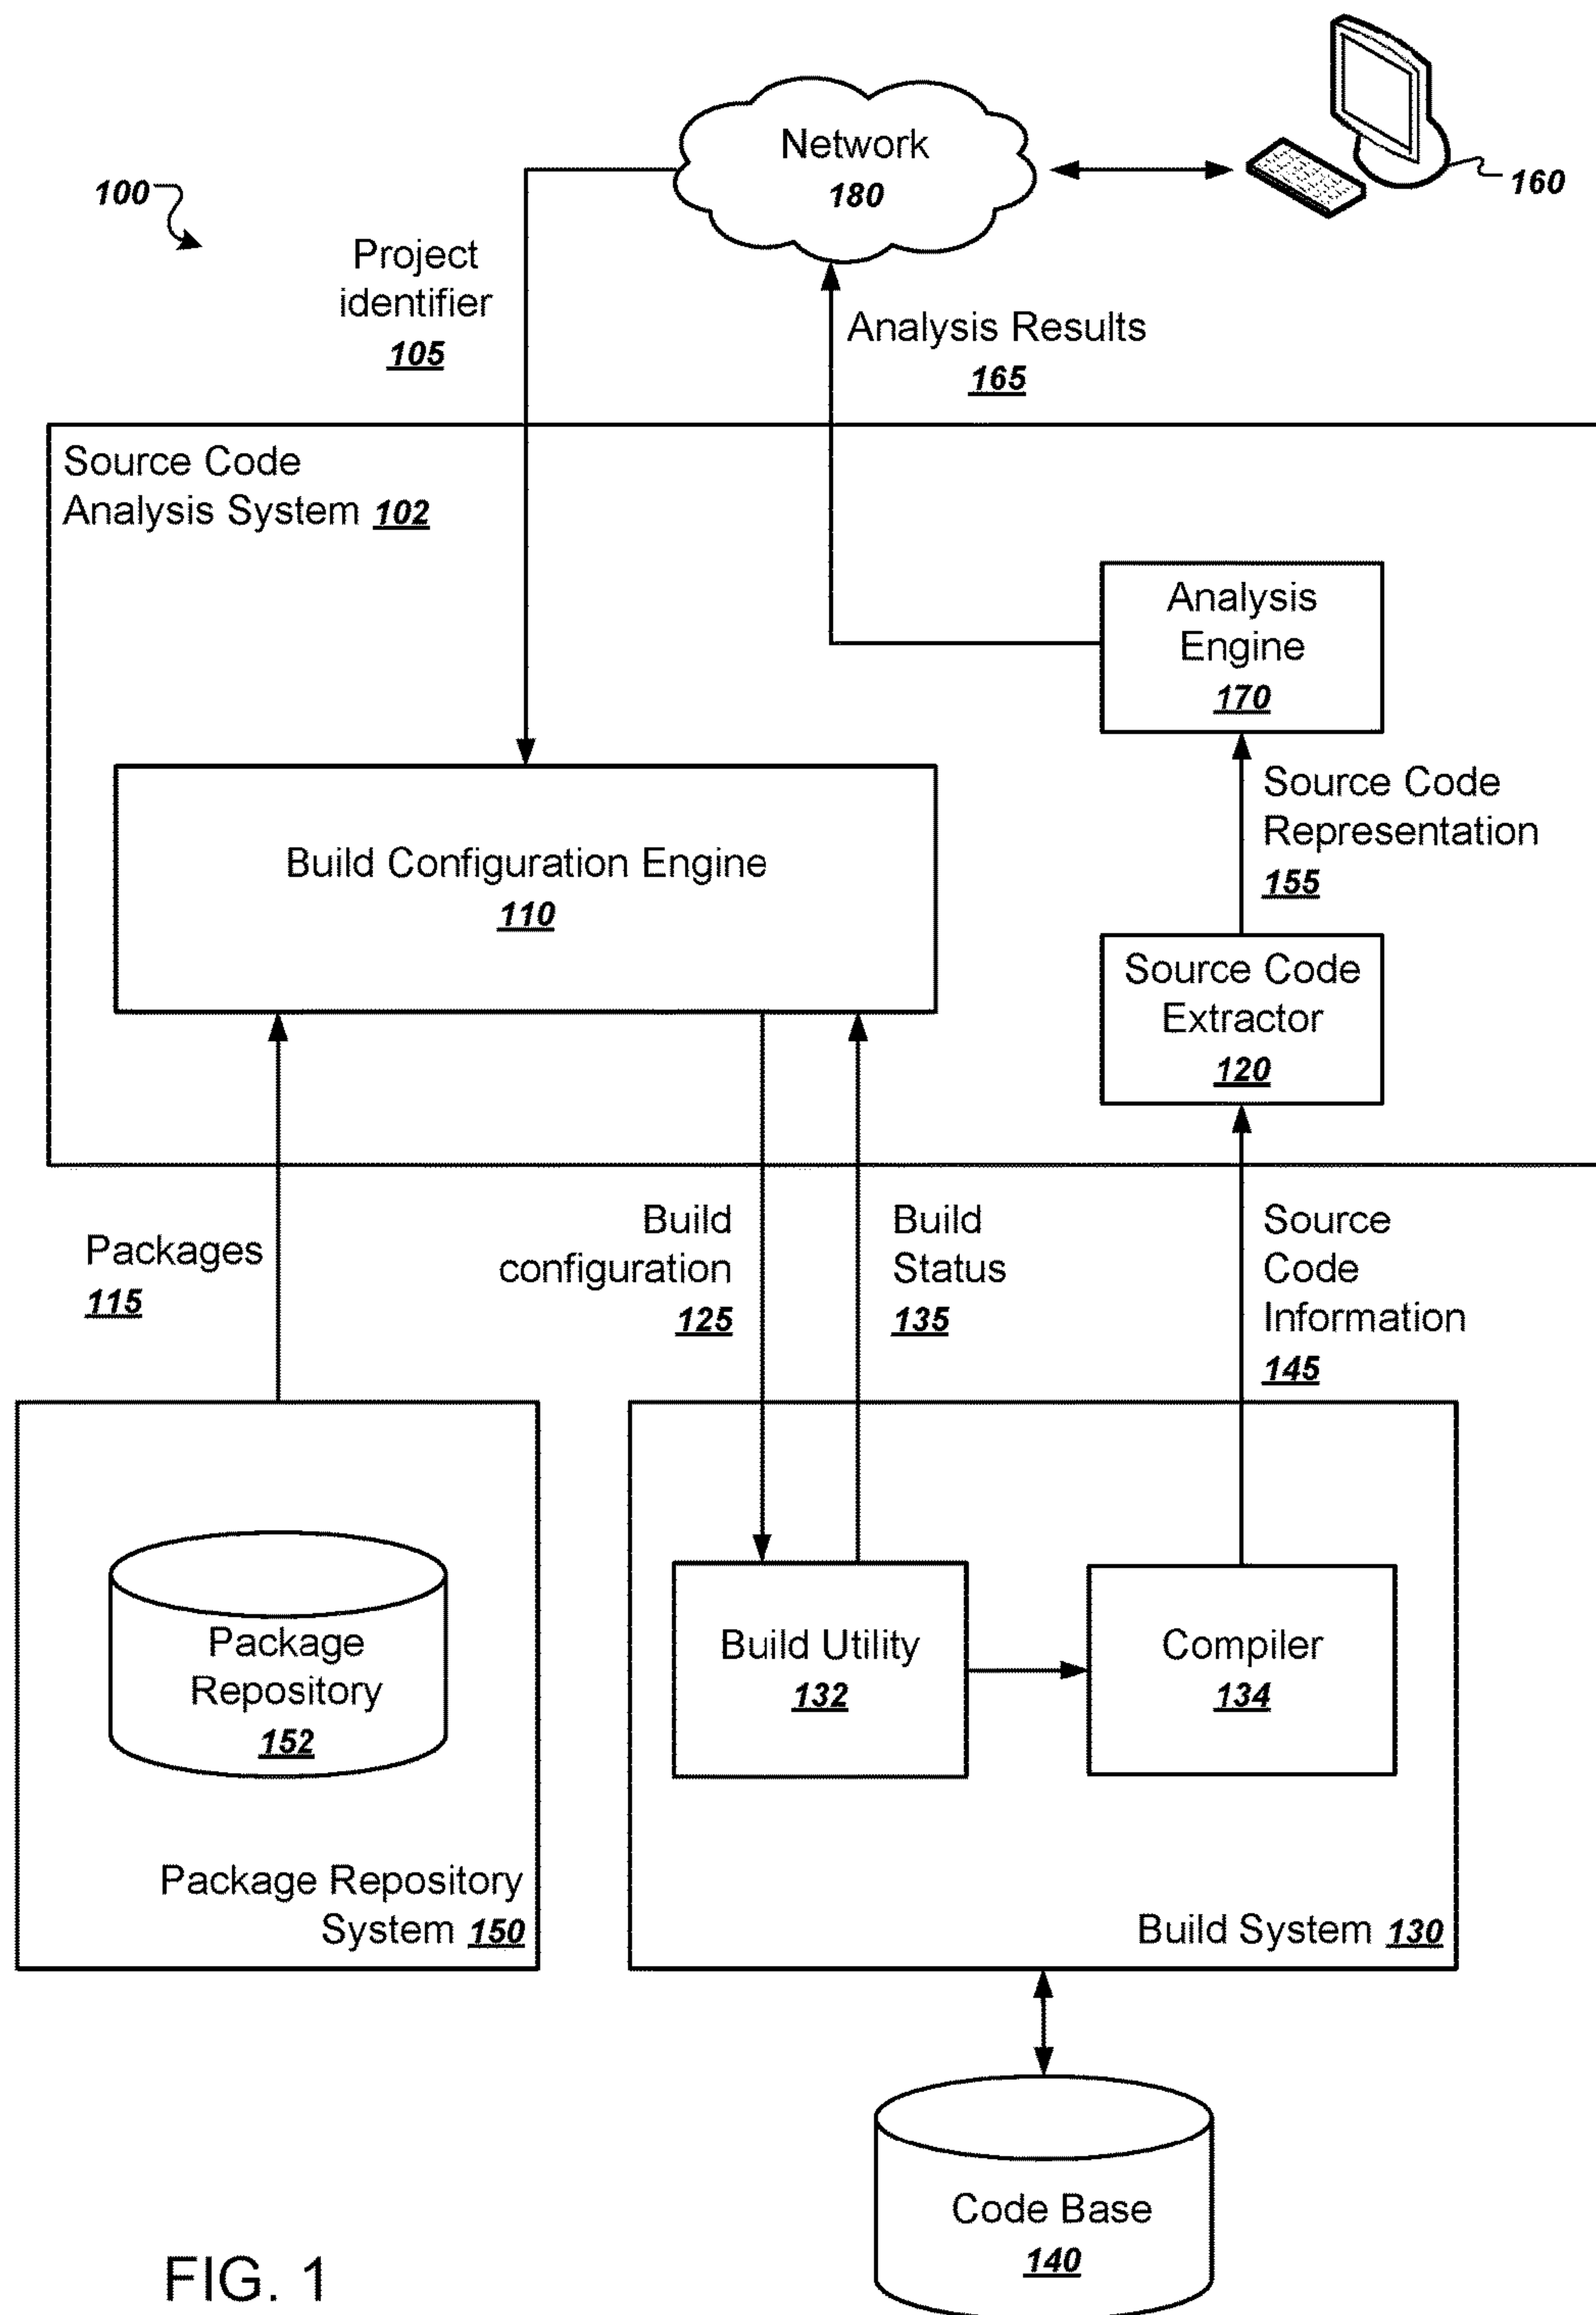 Network
180
100
160
Project
identifier
105
Analysis Results
165
Source Code
Analysis System 102
Analysis
Engine
170
Source Code
Representation
155
Build Configuration Engine
110
Source Code
Extractor
120
Packages
115
Build
configuration
125
Build
Status
135
Source
Code
Information
145
Package
Repository
152
Build Utility
132
Compiler
134
Package Repository
System 150
Build System 130
Code Base
140
FIG. 1